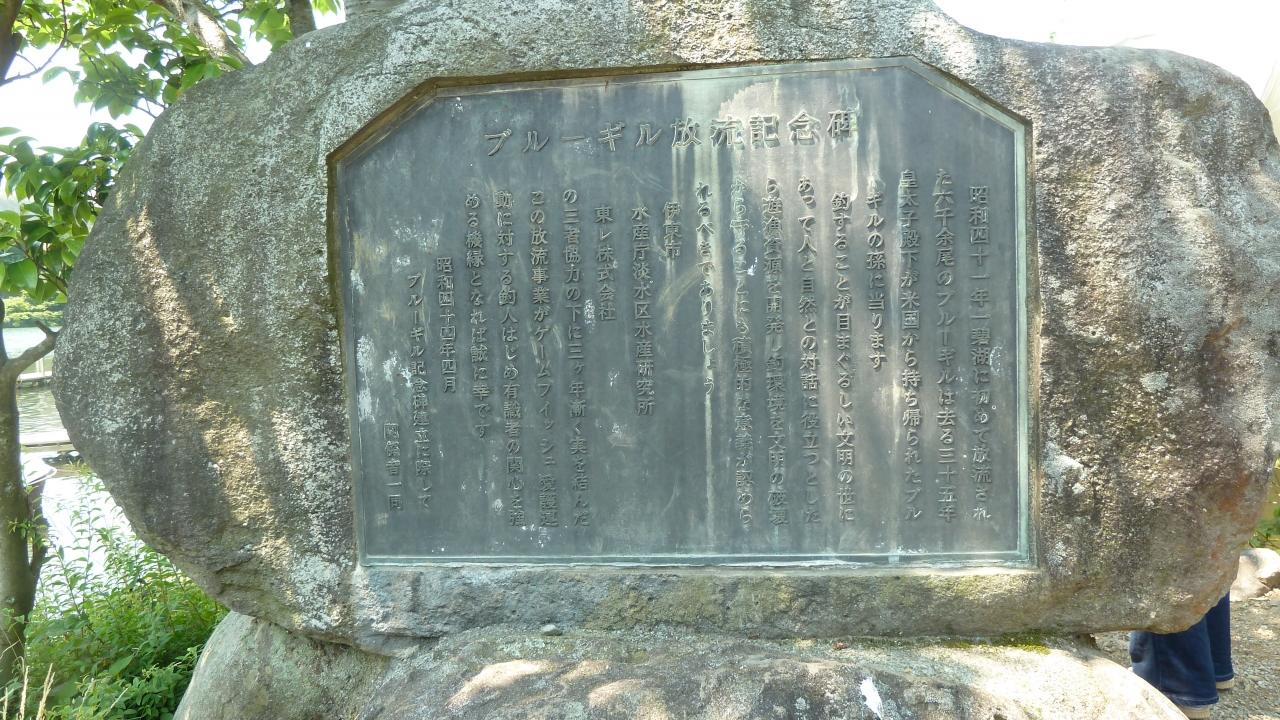 ブルーギル放流記念碑
昭和四十一年一碧湖に初めて放流され
た六千余尾のブルーギルは去る三十五年
皇太子殿下が米国から持ち帰られたブル
ーギルの孫に当ります
釣することが目まぐるしい文明の世に
あって人と自然との対話に役立つとした
ら遊漁資源を開発し釣環境を文明の破壊
から守ることにも積極的な意義が認めら
れるべきでありましょう
伊東市
水産庁淡水区水産研究所
東レ株式会社
の三者協力の下に三ヶ年漸く実を結んだ
この放流事業がゲームフィッシュ愛護運
動に対する釣人はじめ有識者の関心を強
める機縁となれば誠に幸です
昭和四十四年四月
ブルーギル記念碑建立に際して
関係者一同